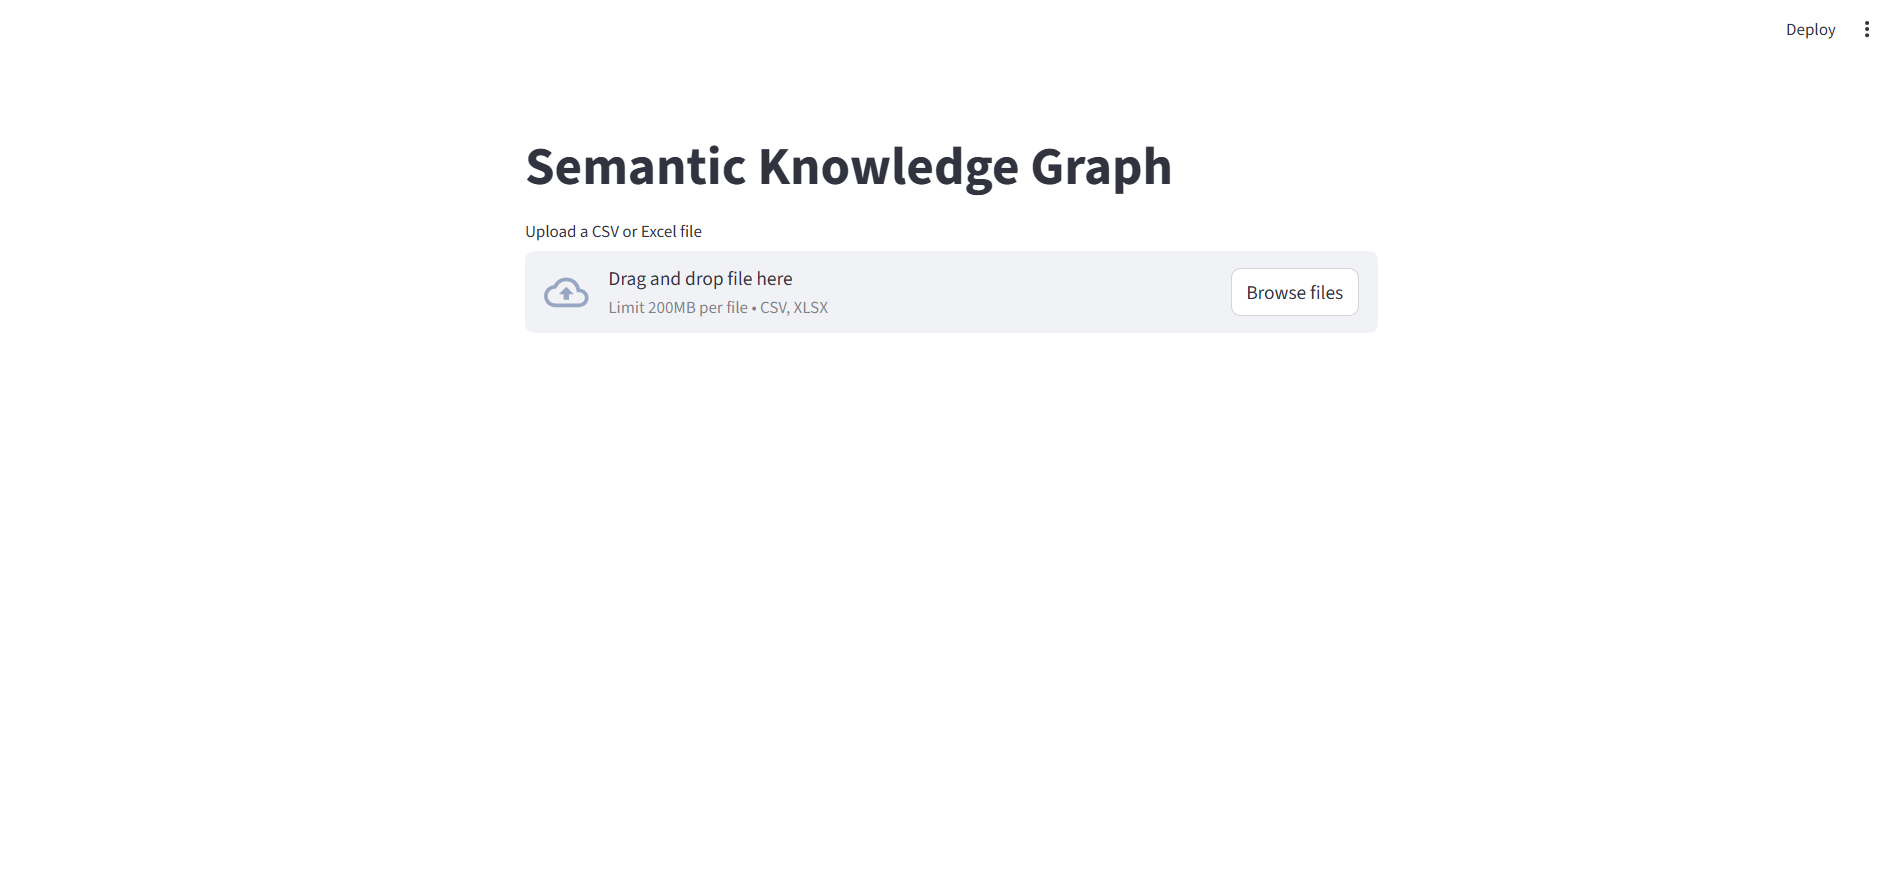 Deploy
Semantic Knowledge Graph
Upload a CSV or Excel file
Drag and drop file here
Limit 200MB per file • CSV, XLSX
Browse files